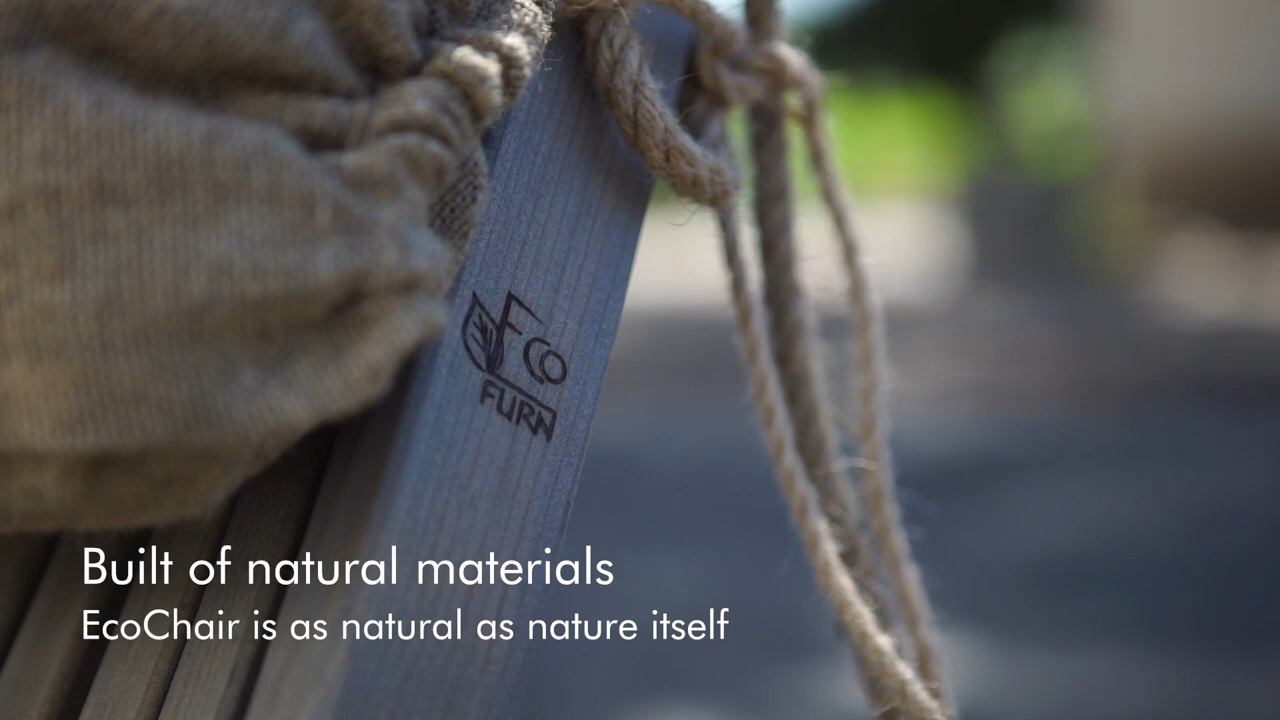 Eco
FURN
Built of natural materials
EcoChair is as natural as nature itself